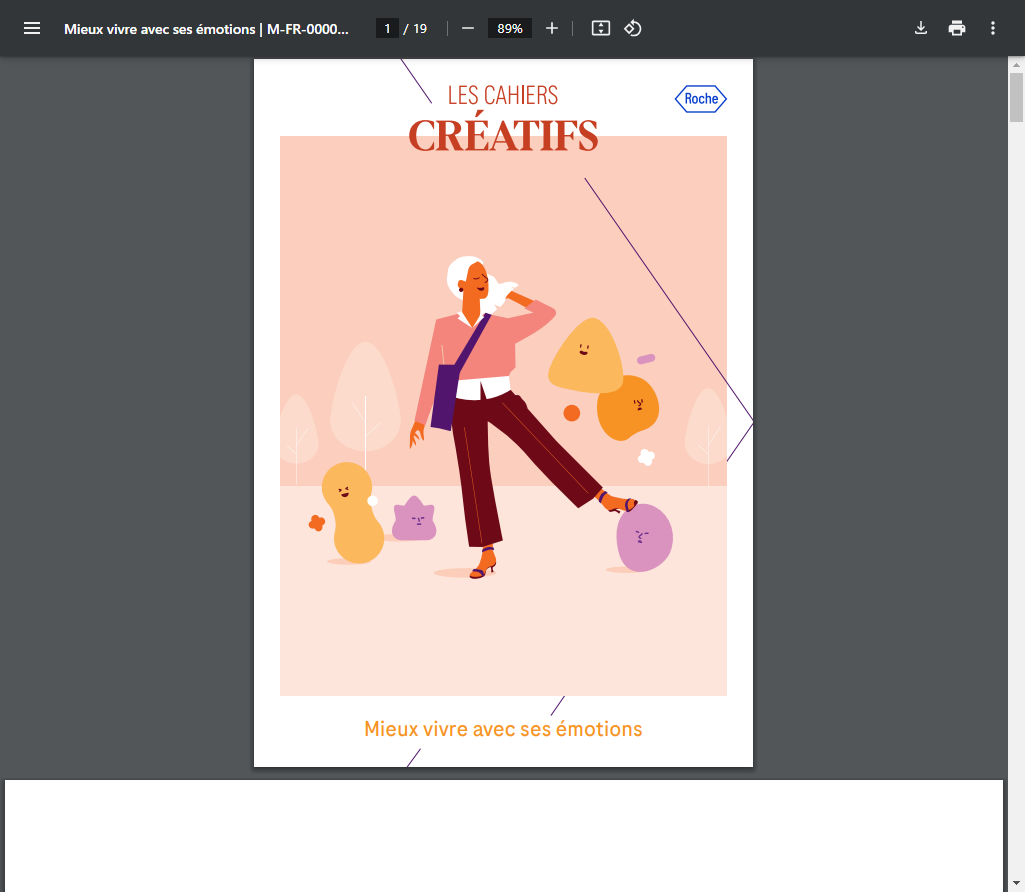 Mieux vivre avec ses émotions | M-FR-0000...
1 / 19
89%
LES CAHIERS
CRÉATIFS
Roche
Mieux vivre avec ses émotions